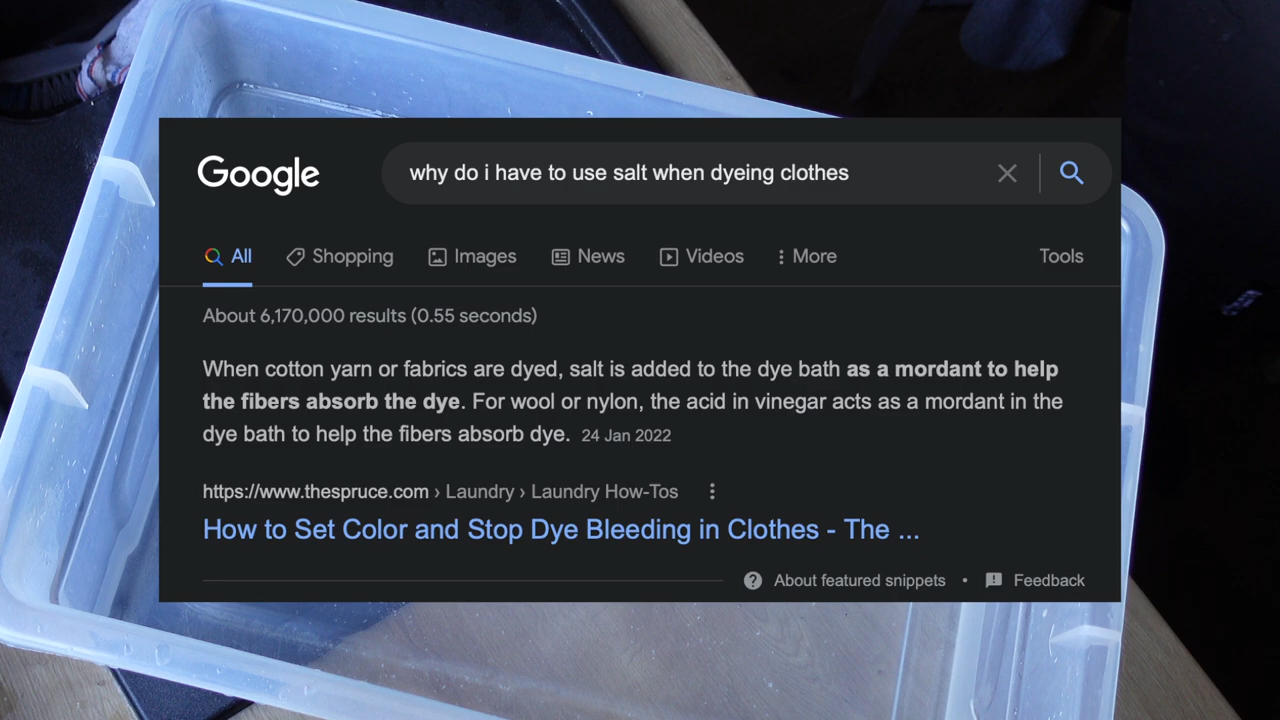 Google
why do i have to use salt when dyeing clothes
All
Shopping
Images
News
Videos
More
Tools
About 6,170,000 results (0.55 seconds)
When cotton yarn or fabrics are dyed, salt is added to the dye bath as a mordant to help
the fibers absorb the dye. For wool or nylon, the acid in vinegar acts as a mordant in the
dye bath to help the fibers absorb dye. 24 Jan 2022
https://www.thespruce.com › Laundry › Laundry How-Tos
How to Set Color and Stop Dye Bleeding in Clothes - The ...
About featured snippets • Feedback